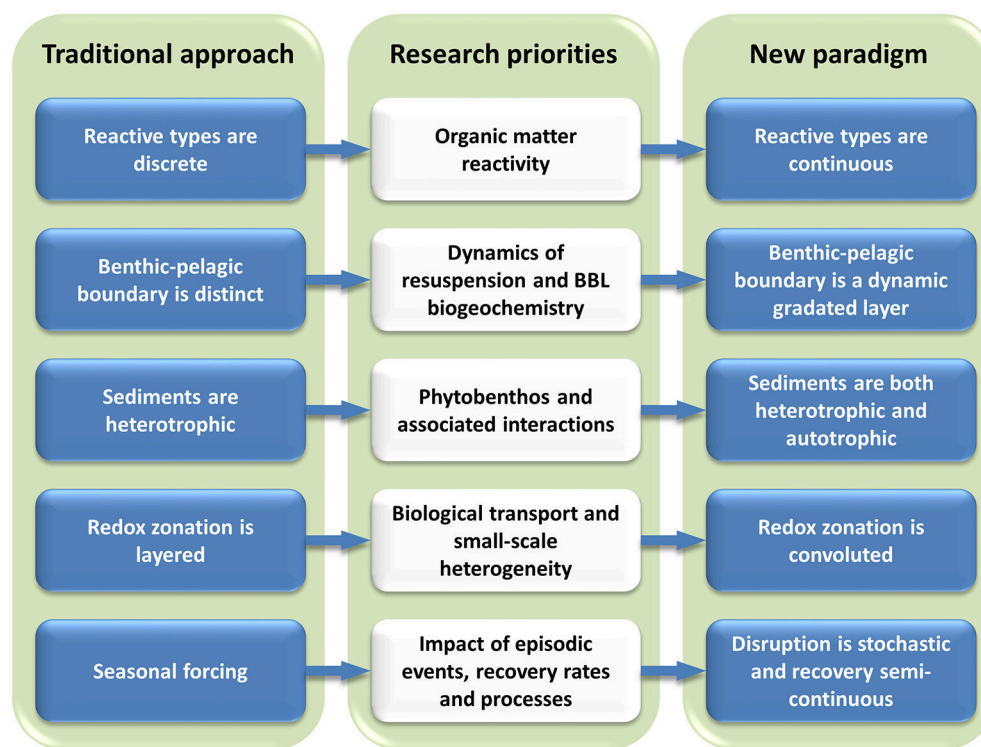 Traditional approach
Research priorities
New paradigm
Reactive types are
discrete
Organic matter
reactivity
Reactive types are
continuous
Benthic-pelagic
boundary is distinct
Dynamics of
resuspension and BBL
biogeochemistry
Benthic-pelagic
boundary is a dynamic
gradated layer
Sediments are
heterotrophic
Phytobenthos and
associated interactions
Sediments are both
heterotrophic and
autotrophic
Redox zonation is
layered
Biological transport and
small-scale
heterogeneity
Redox zonation is
convoluted
Seasonal forcing
Impact of episodic
events, recovery rates
and processes
Disruption is stochastic
and recovery semi-
continuous